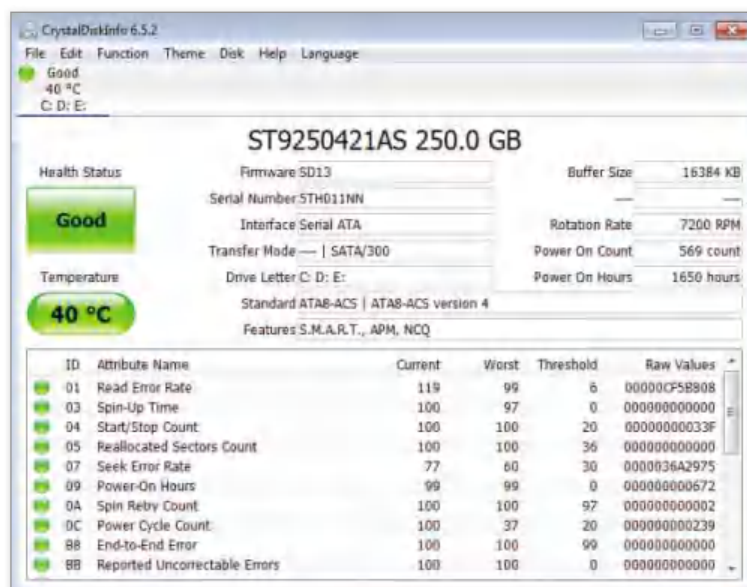 CrystalDiskInfo 6.5.2
File Edit Function Theme Disk Help Language
Good
40 °C
C: D: E:
ST9250421AS 250.0 GB
Health Status
Good
Temperature
40 °C
Firmware SD13
Serial Number 5TH011NN
Interface Serial ATA
Transfer Mode ---- | SATA/300
Drive Letter C: D: E:
Standard ATA8-ACS | ATA8-ACS version 4
Features S.M.A.R.T., APM, NCQ
Buffer Size 16384 KB
---- ----
Rotation Rate 7200 RPM
Power On Count 569 count
Power On Hours 1650 hours
ID Attribute Name Current Worst Threshold Raw Values
01 Read Error Rate 119 99 6 00000CF5B808
03 Spin-Up Time 100 97 0 000000000000
04 Start/Stop Count 100 100 20 00000000033F
05 Reallocated Sectors Count 100 100 36 000000000000
07 Seek Error Rate 77 60 30 0000036A2975
09 Power-On Hours 99 99 0 000000000672
0A Spin Retry Count 100 100 97 000000000002
0C Power Cycle Count 100 37 20 000000000239
B8 End-to-End Error 100 100 99 000000000000
BB Reported Uncorrectable Errors 100 100 0 000000000000